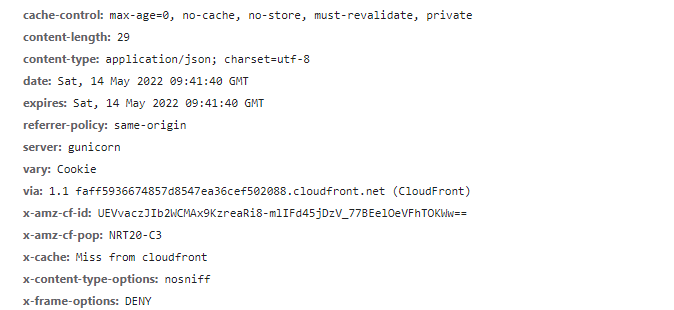 cache-control: max-age=0, no-cache, no-store, must-revalidate, private
content-length: 29
content-type: application/json; charset=utf-8
date: Sat, 14 May 2022 09:41:40 GMT
expires: Sat, 14 May 2022 09:41:40 GMT
referrer-policy: same-origin
server: gunicorn
vary: Cookie
via: 1.1 faff5936674857d8547ea36cef502088.cloudfront.net (CloudFront)
x-amz-cf-id: UEVvaczJIb2WCMAx9KzreaRi8-mlIFd45jDzV_77BEelOeVFhTOKWw==
x-amz-cf-pop: NRT20-C3
x-cache: Miss from cloudfront
x-content-type-options: nosniff
x-frame-options: DENY